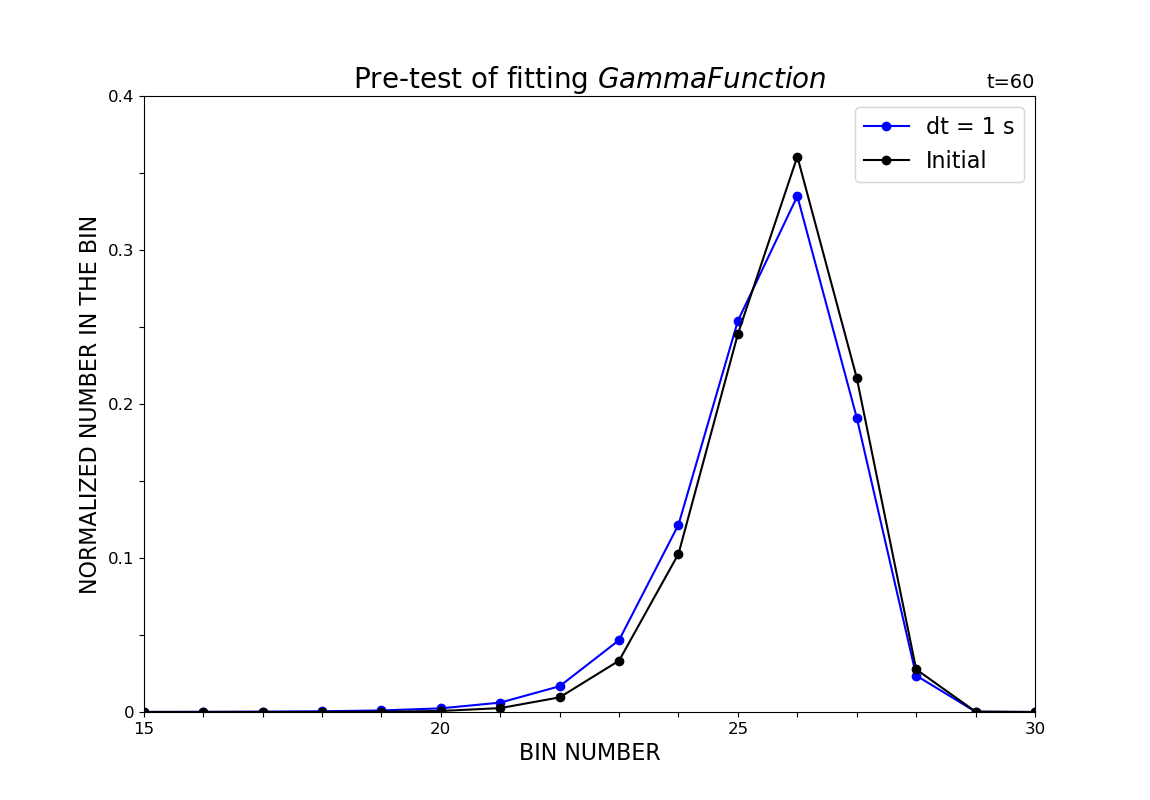 Pre-test of fitting GammaFunction
t=60
0.4
dt = 1 s
Initial
0.3
NORMALIZED NUMBER IN THE BIN
0.2
0.1
0
15
20
25
30
BIN NUMBER